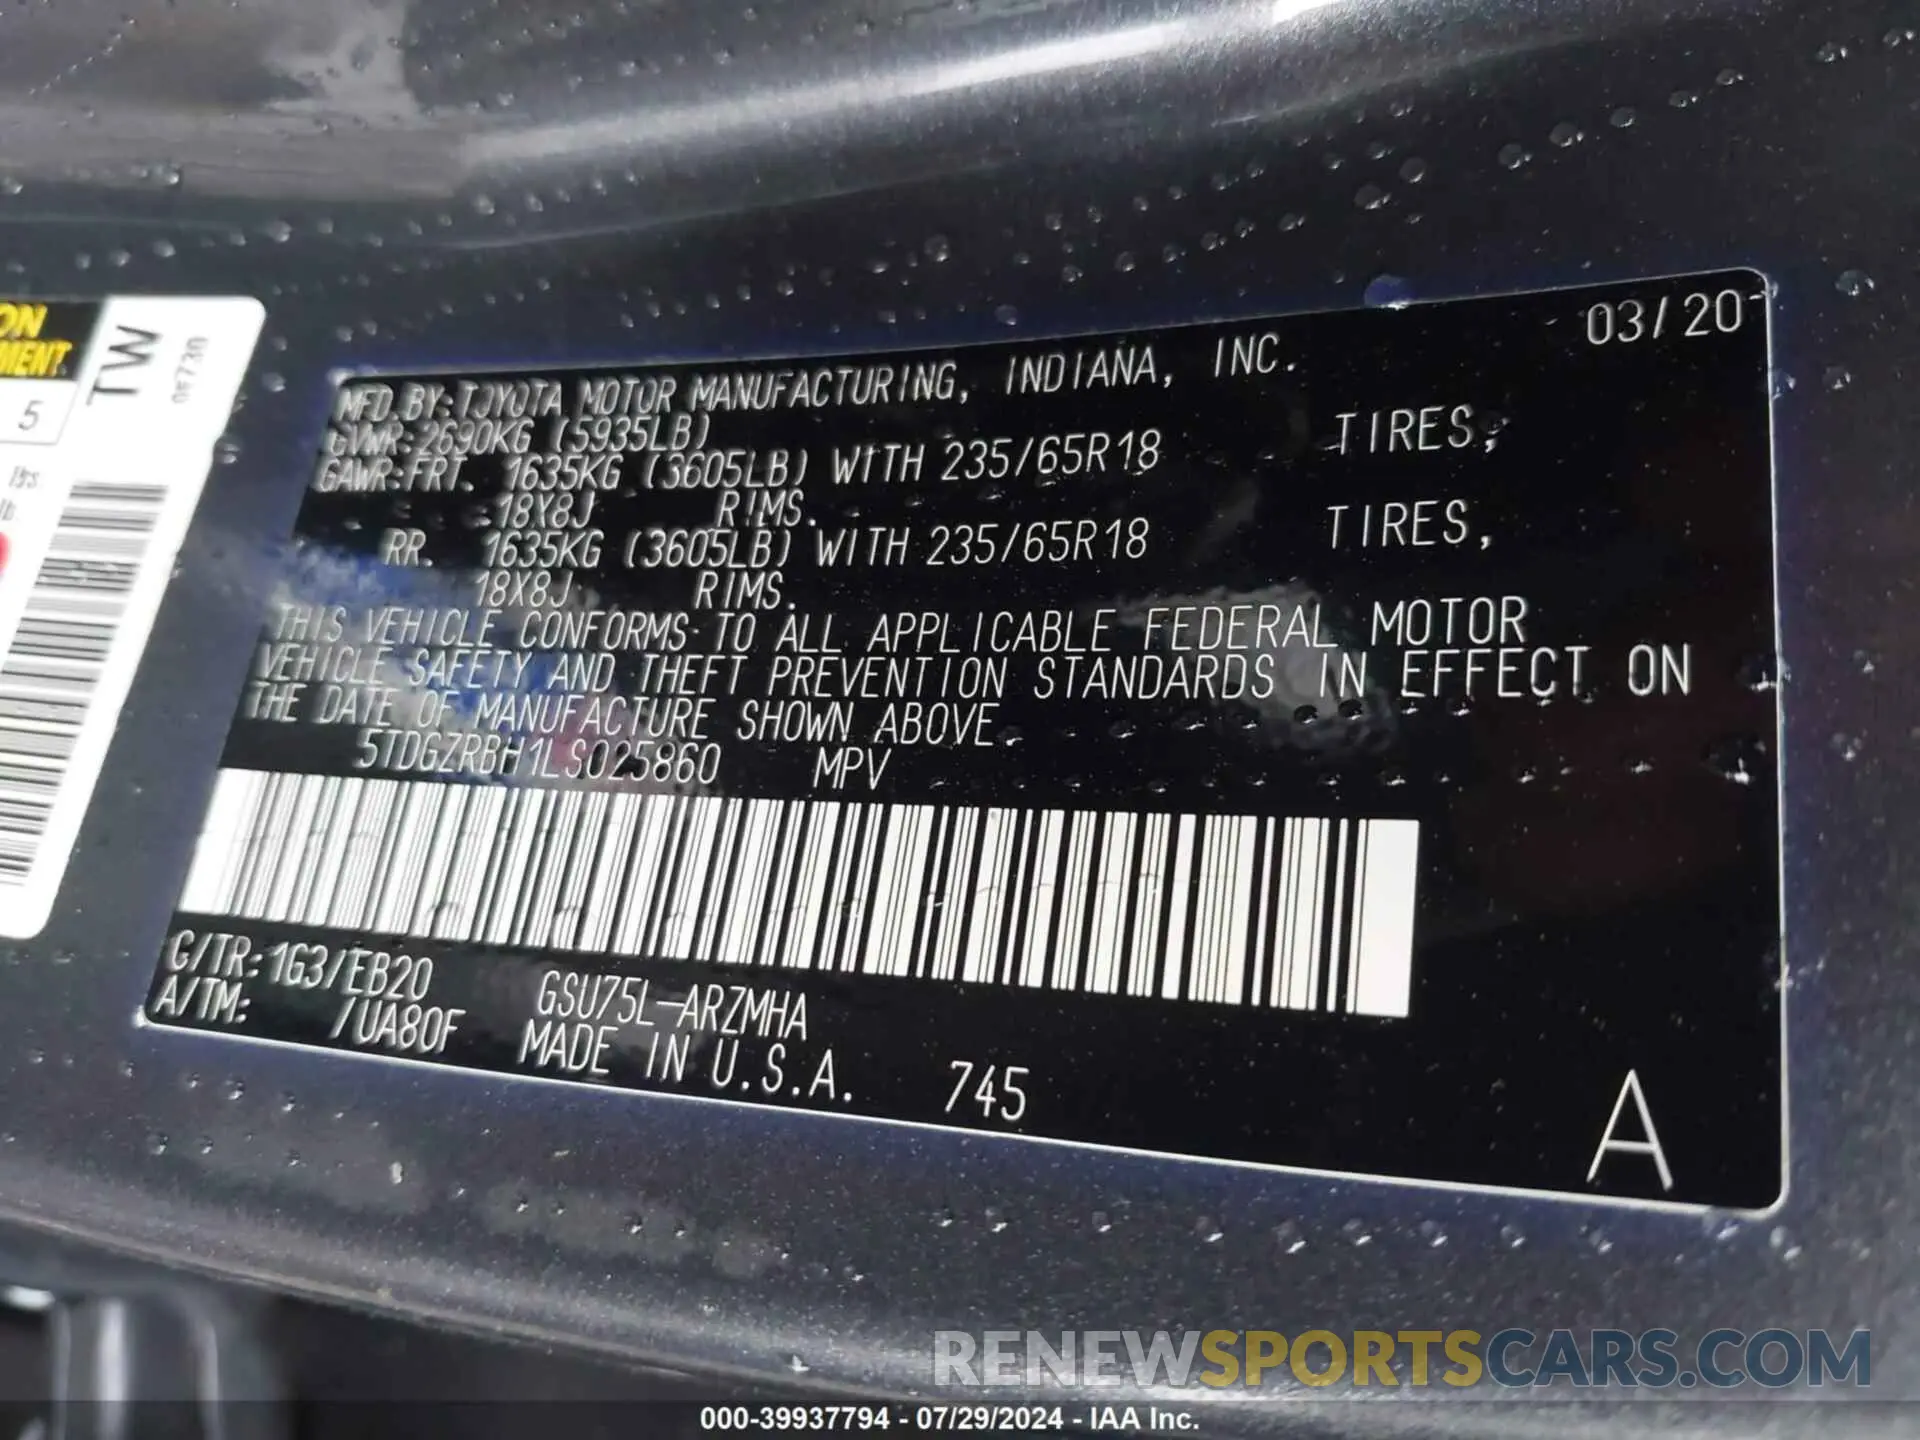 ON
MENT
TW
0E730
5
lb.
03/20
MFD.BY:TOYOTA MOTOR MANUFACTURING, INDIANA, INC.
GVWR:2690KG (5935LB)
GAWR:FRT. 1635KG (3605LB) WITH 235/65R18 TIRES,
18X8J RIMS.
RR. 1635KG (3605LB) WITH 235/65R18 TIRES,
18X8J RIMS.
THIS VEHICLE CONFORMS TO ALL APPLICABLE FEDERAL MOTOR
VEHICLE SAFETY AND THEFT PREVENTION STANDARDS IN EFFECT ON
THE DATE OF MANUFACTURE SHOWN ABOVE.
5TDGZRBH1LS025860 MPV
C/TR:1G3/EB20 GSU75L-ARZMHA
A/TM: /UA80F MADE IN U.S.A. 745
A
RENEWSPORTSCARS.COM
000-39937794 - 07/29/2024 - IAA Inc.